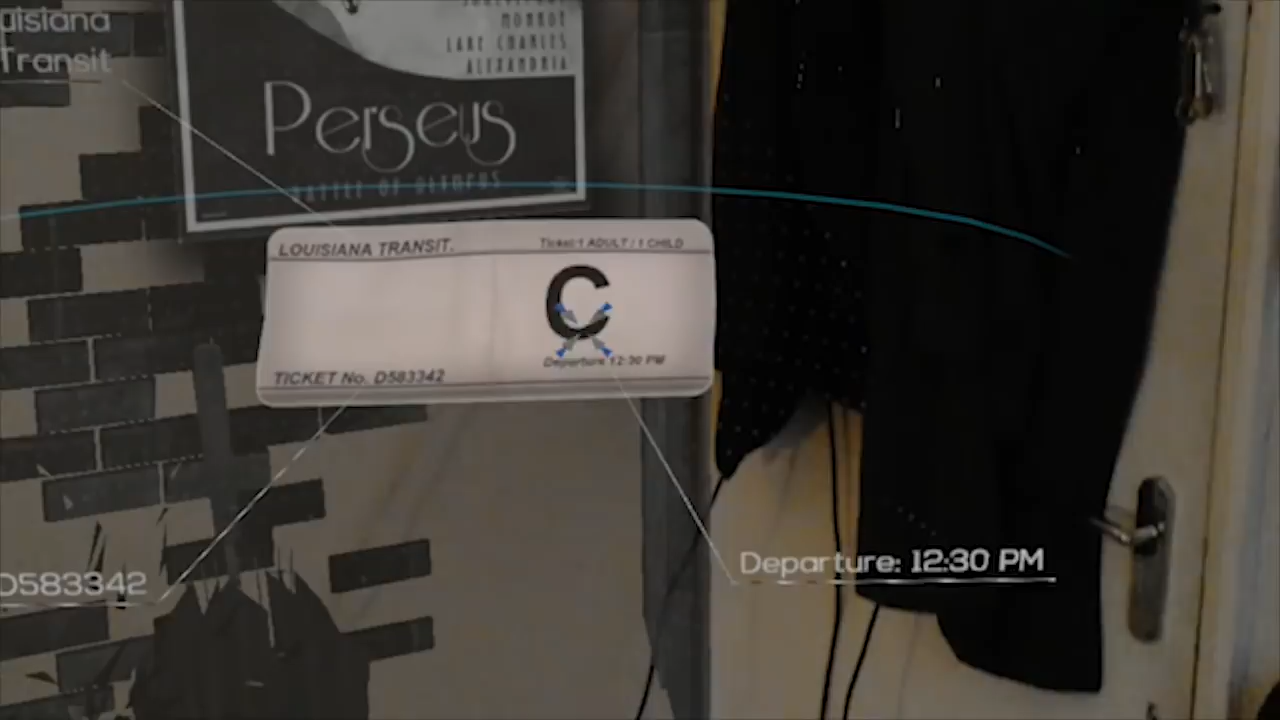 uisiana
Transit
MONROE
LAKE CHARLES
ALEXANDRIA
Perseus
BATTLE OF OLYMPUS
LOUISIANA TRANSIT.
Ticket:1 ADULT / 1 CHILD
C
Departure 12:30 PM
TICKET No. D583342
D583342
Departure: 12:30 PM